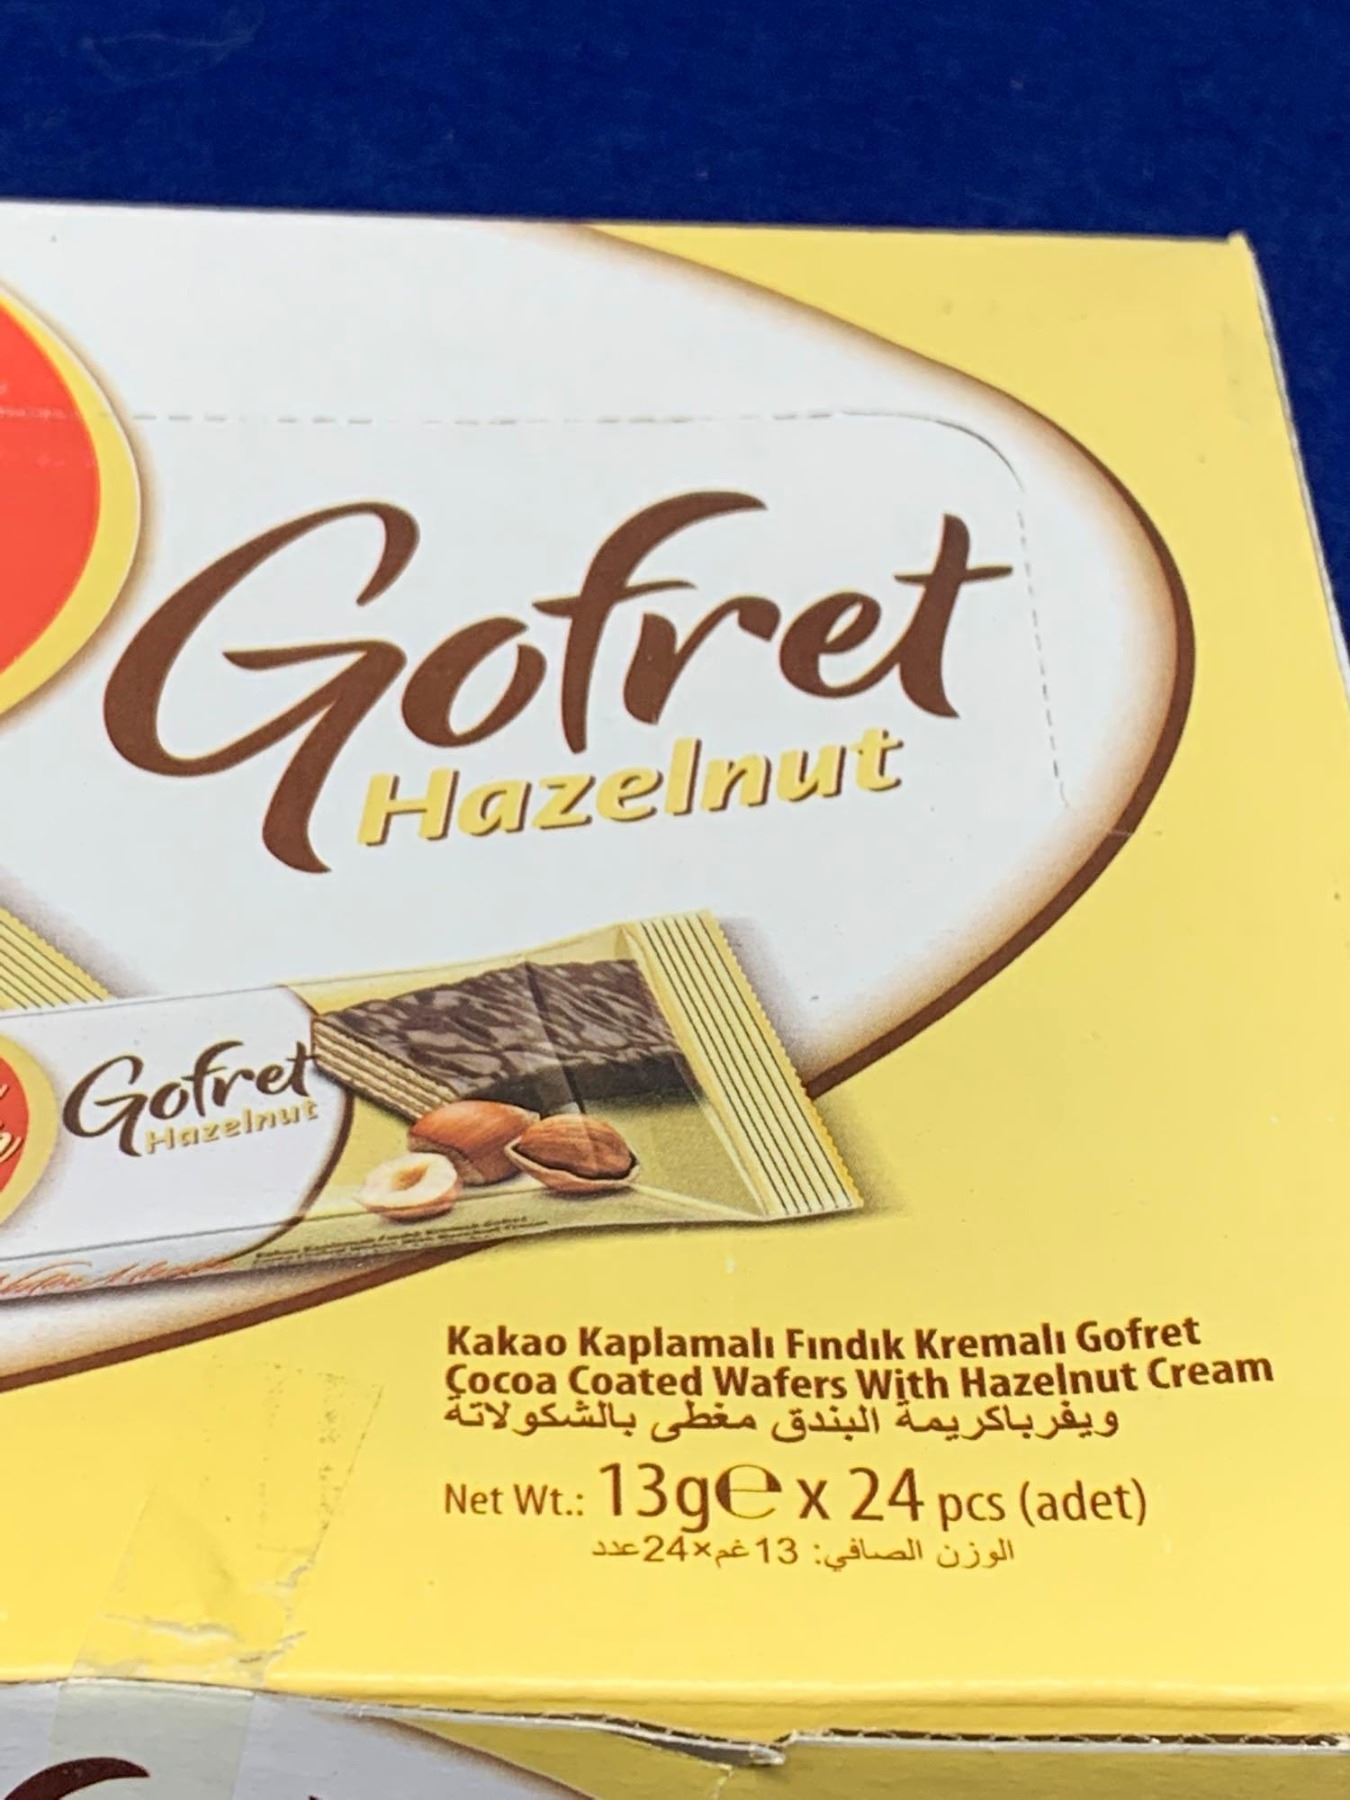 Gofret
Hazelnut
Gofret
Hazelnut
Kakao Kaplamalı Fındık Kremalı Gofret
Cocoa Coated Wafers With Hazelnut Cream
ويفرباكريمة البندق مغطى بالشكولاتة
Net Wt.: 13g℮ x 24 pcs (adet)
الوزن الصافي: 13غم×24عدد